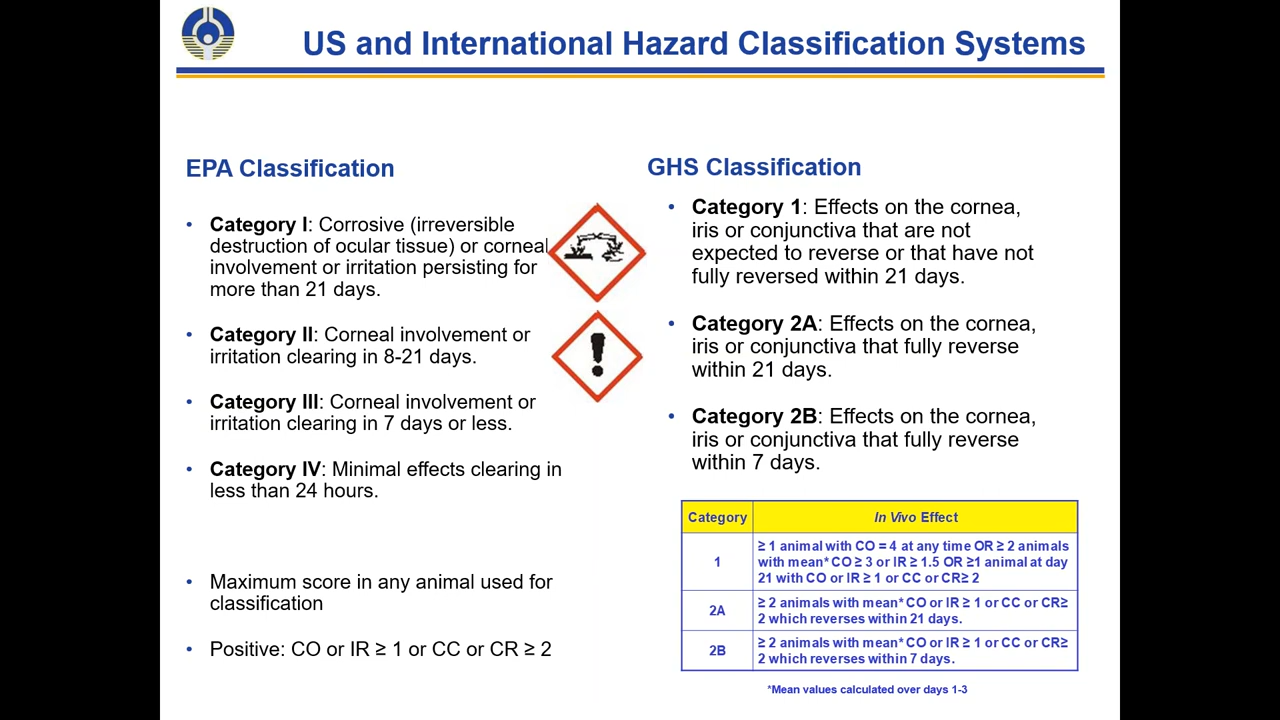 US and International Hazard Classification Systems
EPA Classification
• Category I: Corrosive (irreversible
destruction of ocular tissue) or corneal
involvement or irritation persisting for
more than 21 days.
• Category II: Corneal involvement or
irritation clearing in 8-21 days.
• Category III: Corneal involvement or
irritation clearing in 7 days or less.
• Category IV: Minimal effects clearing in
less than 24 hours.
• Maximum score in any animal used for
classification
• Positive: CO or IR ≥ 1 or CC or CR ≥ 2
GHS Classification
• Category 1: Effects on the cornea,
iris or conjunctiva that are not
expected to reverse or that have not
fully reversed within 21 days.
• Category 2A: Effects on the cornea,
iris or conjunctiva that fully reverse
within 21 days.
• Category 2B: Effects on the cornea,
iris or conjunctiva that fully reverse
within 7 days.
Category In Vivo Effect
1
≥ 1 animal with CO = 4 at any time OR ≥ 2 animals
with mean* CO ≥ 3 or IR ≥ 1.5 OR ≥1 animal at day
21 with CO or IR ≥ 1 or CC or CR≥ 2
2A
≥ 2 animals with mean* CO or IR ≥ 1 or CC or CR≥
2 which reverses within 21 days.
2B
≥ 2 animals with mean* CO or IR ≥ 1 or CC or CR≥
2 which reverses within 7 days.
*Mean values calculated over days 1-3